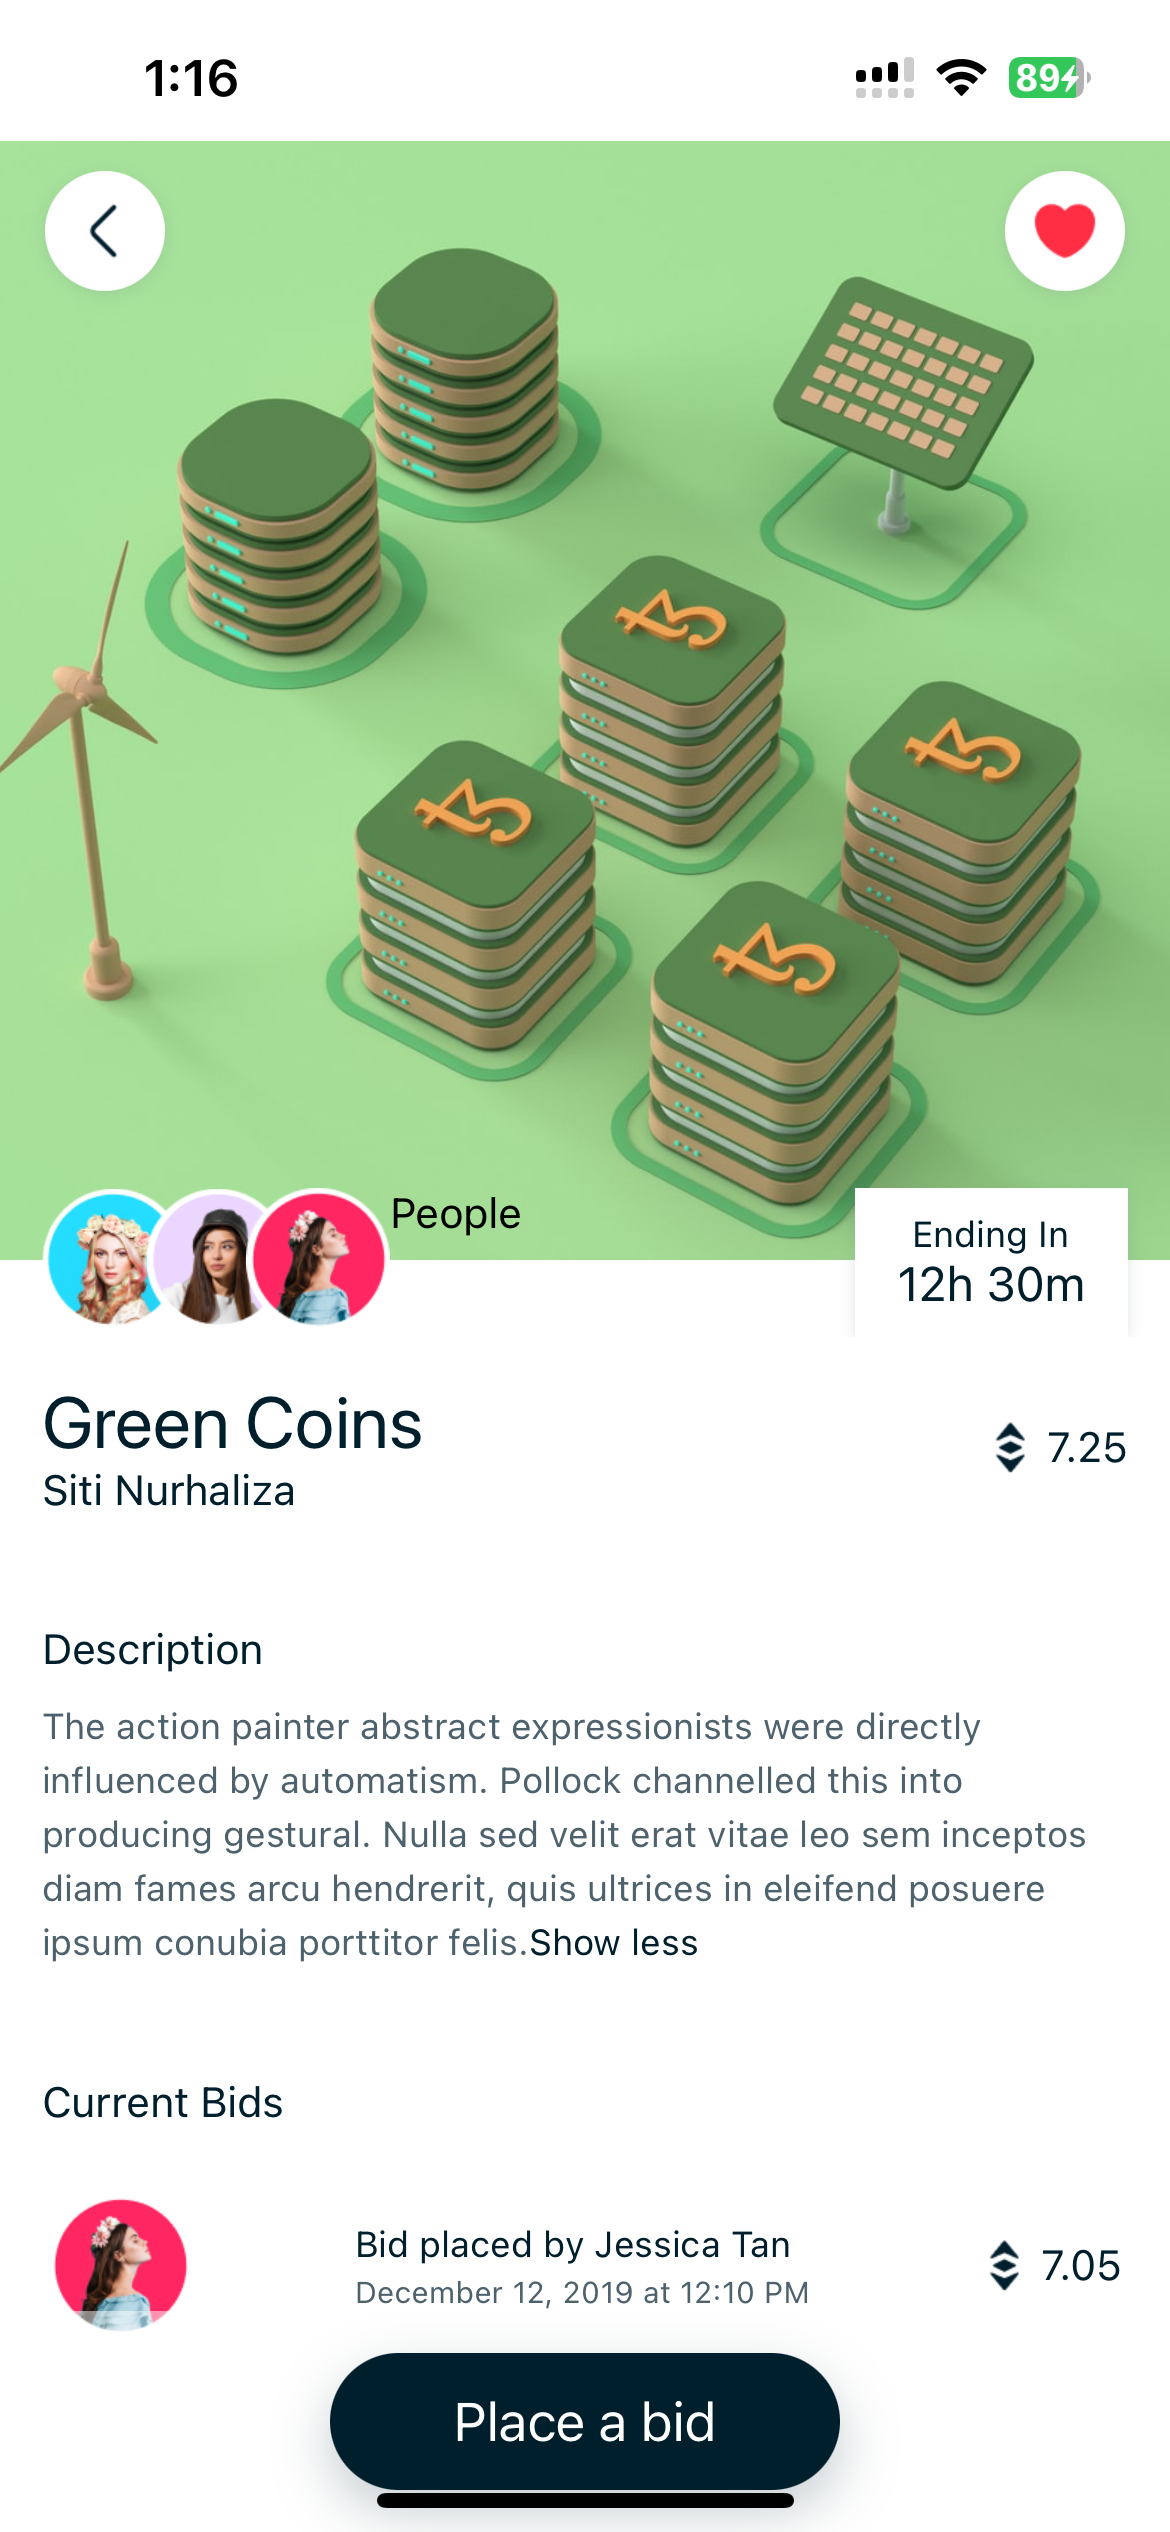 1:16
89
People
Ending In
12h 30m
Green Coins
7.25
Siti Nurhaliza
Description
The action painter abstract expressionists were directly
influenced by automatism. Pollock channelled this into
producing gestural. Nulla sed velit erat vitae leo sem inceptos
diam fames arcu hendrerit, quis ultrices in eleifend posuere
ipsum conubia porttitor felis.Show less
Current Bids
Bid placed by Jessica Tan
7.05
December 12, 2019 at 12:10 PM
Place a bid